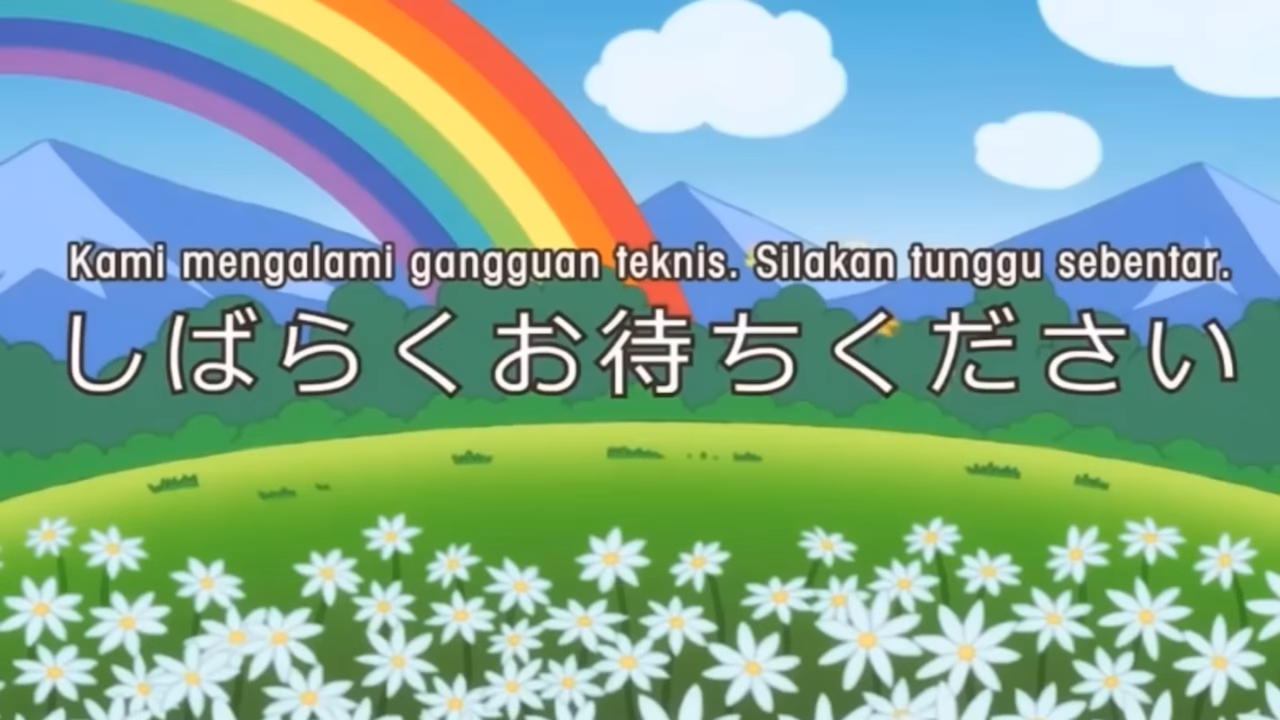 Kami mengalami gangguan teknis. Silakan tunggu sebentar.
しばらくお待ちください